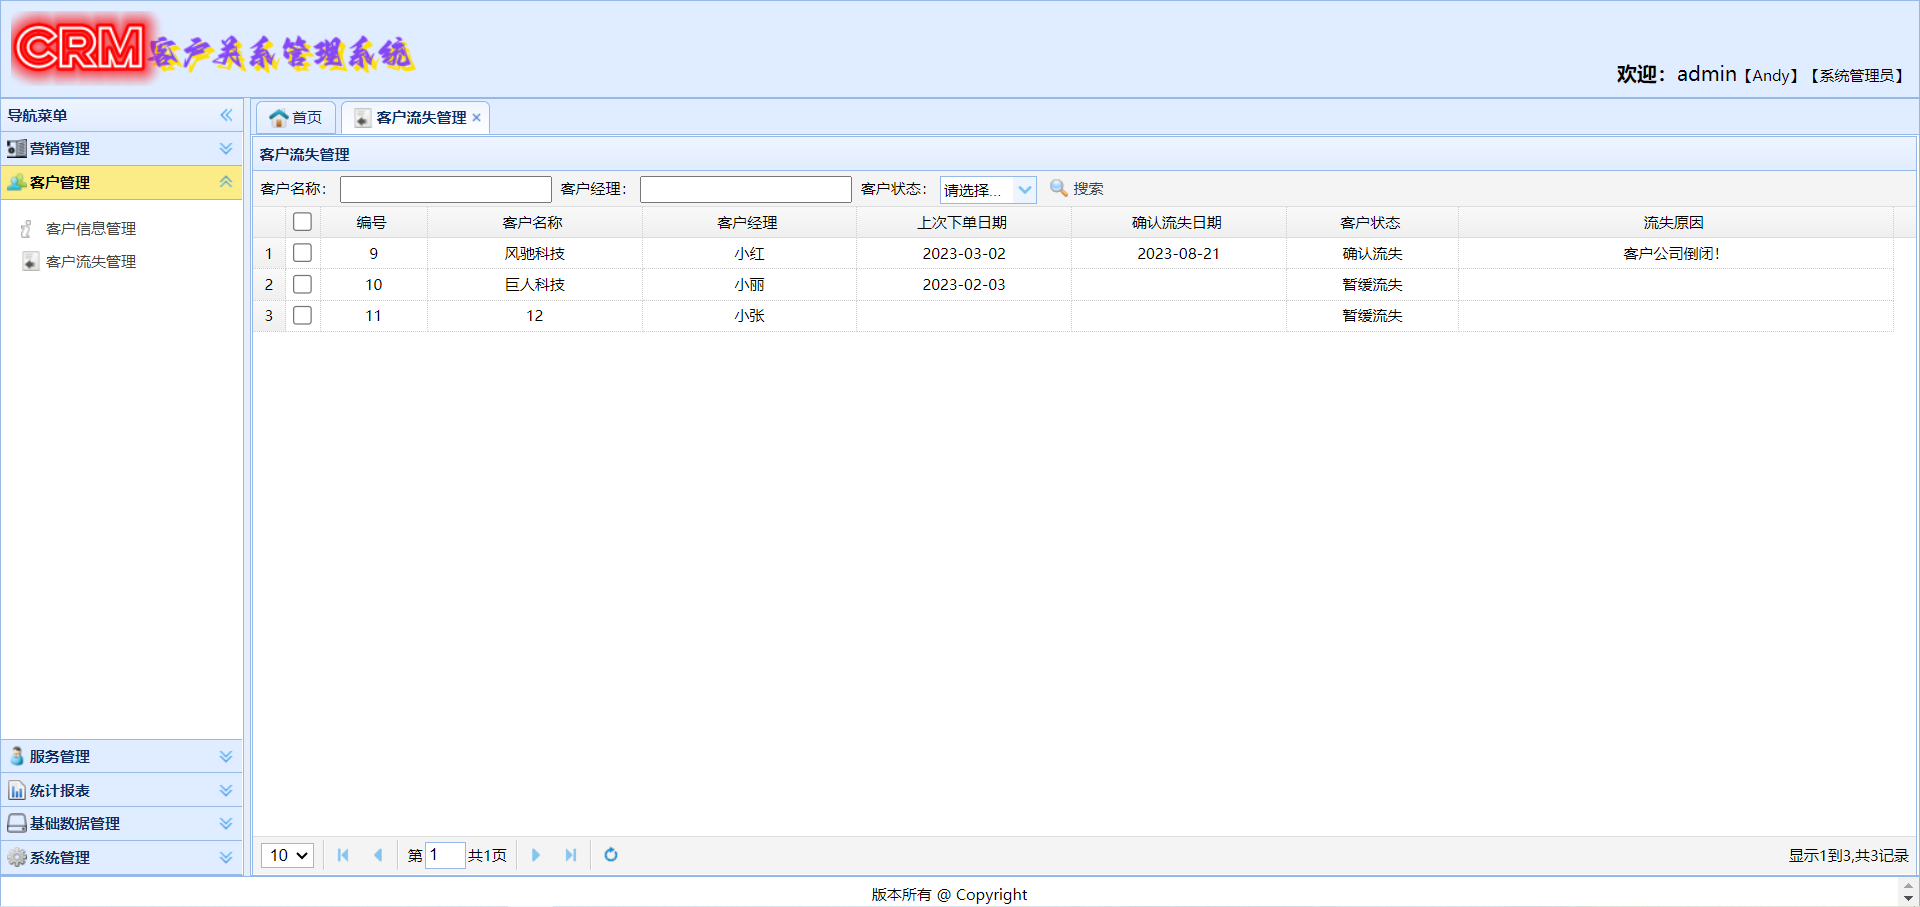 CRM客户关系管理系统
欢迎：admin【Andy】【系统管理员】
导航菜单
营销管理
客户管理
客户信息管理
客户流失管理
服务管理
统计报表
基础数据管理
系统管理
首页 客户流失管理
客户流失管理
客户名称： 客户经理： 客户状态： 请选择... 搜索
编号 客户名称 客户经理 上次下单日期 确认流失日期 客户状态 流失原因
1 9 风驰科技 小红 2023-03-02 2023-08-21 确认流失 客户公司倒闭！
2 10 巨人科技 小丽 2023-02-03 暂缓流失
3 11 12 小张 暂缓流失
10 第 1 共1页 显示1到3,共3记录
版本所有 @ Copyright